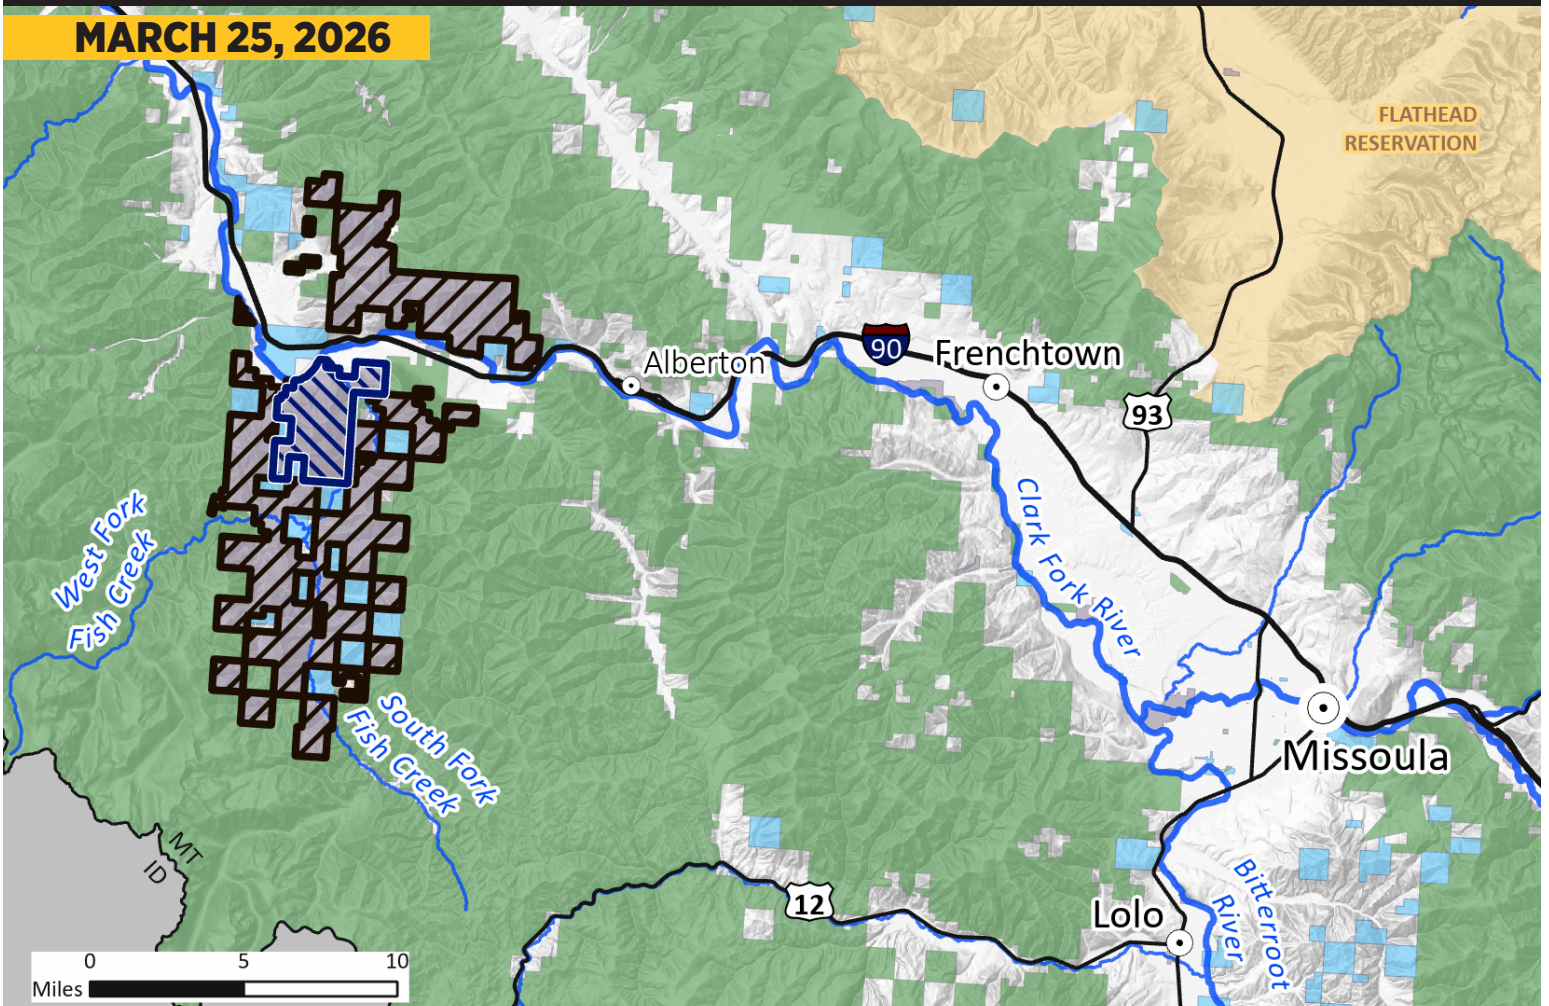 MARCH 25, 2026
FLATHEAD
RESERVATION
Alberton
90
Frenchtown
93
West Fork
Fish Creek
Clark Fork River
South Fork
Fish Creek
Missoula
MT
ID
12
Lolo
Bitterroot
River
0 5 10
Miles